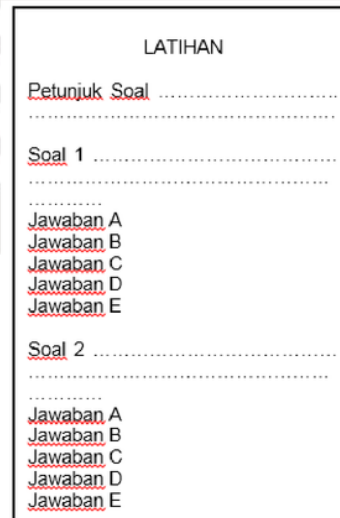 LATIHAN
Petunjuk Soal ................................
......................................................
Soal 1 ...........................................
.....................................................
.............
Jawaban A
Jawaban B
Jawaban C
Jawaban D
Jawaban E
Soal 2 ...........................................
.....................................................
.............
Jawaban A
Jawaban B
Jawaban C
Jawaban D
Jawaban E